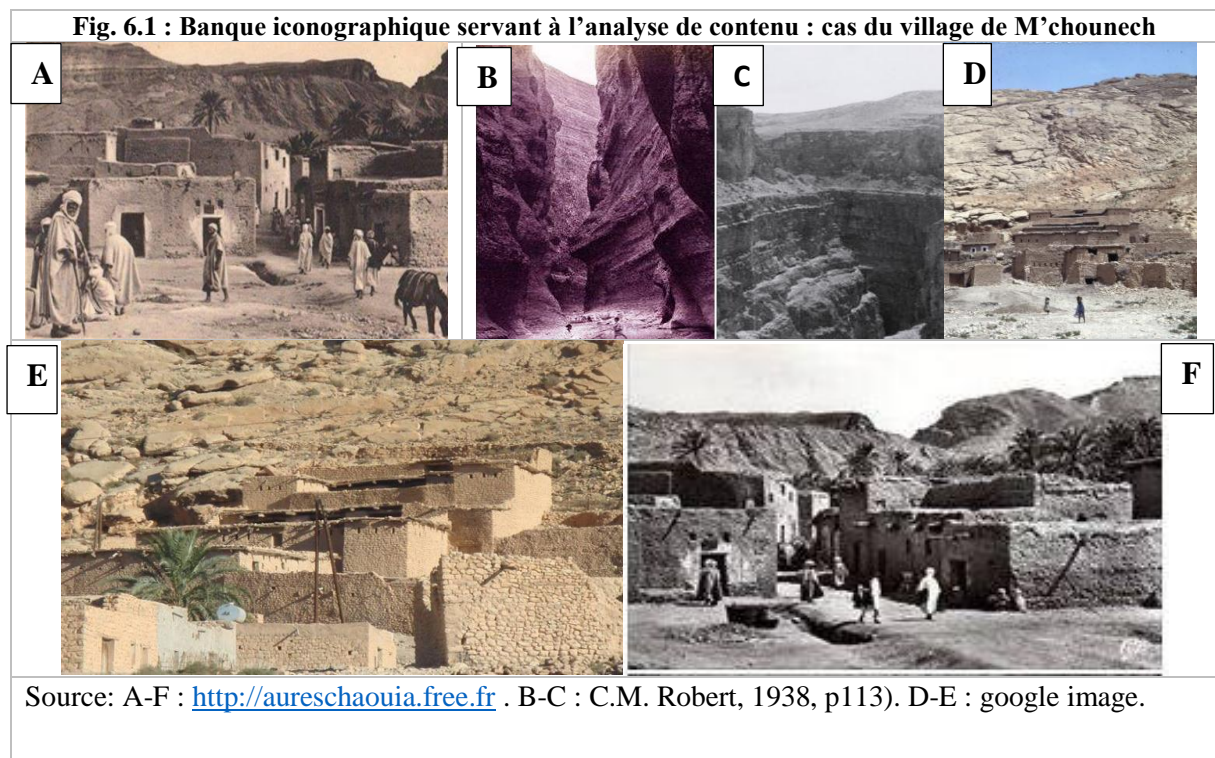 Fig. 6.1 : Banque iconographique servant à l’analyse de contenu : cas du village de M’chounech
A
B
C
D
E
F
Source: A-F : http://aureschaouia.free.fr . B-C : C.M. Robert, 1938, p113). D-E : google image.